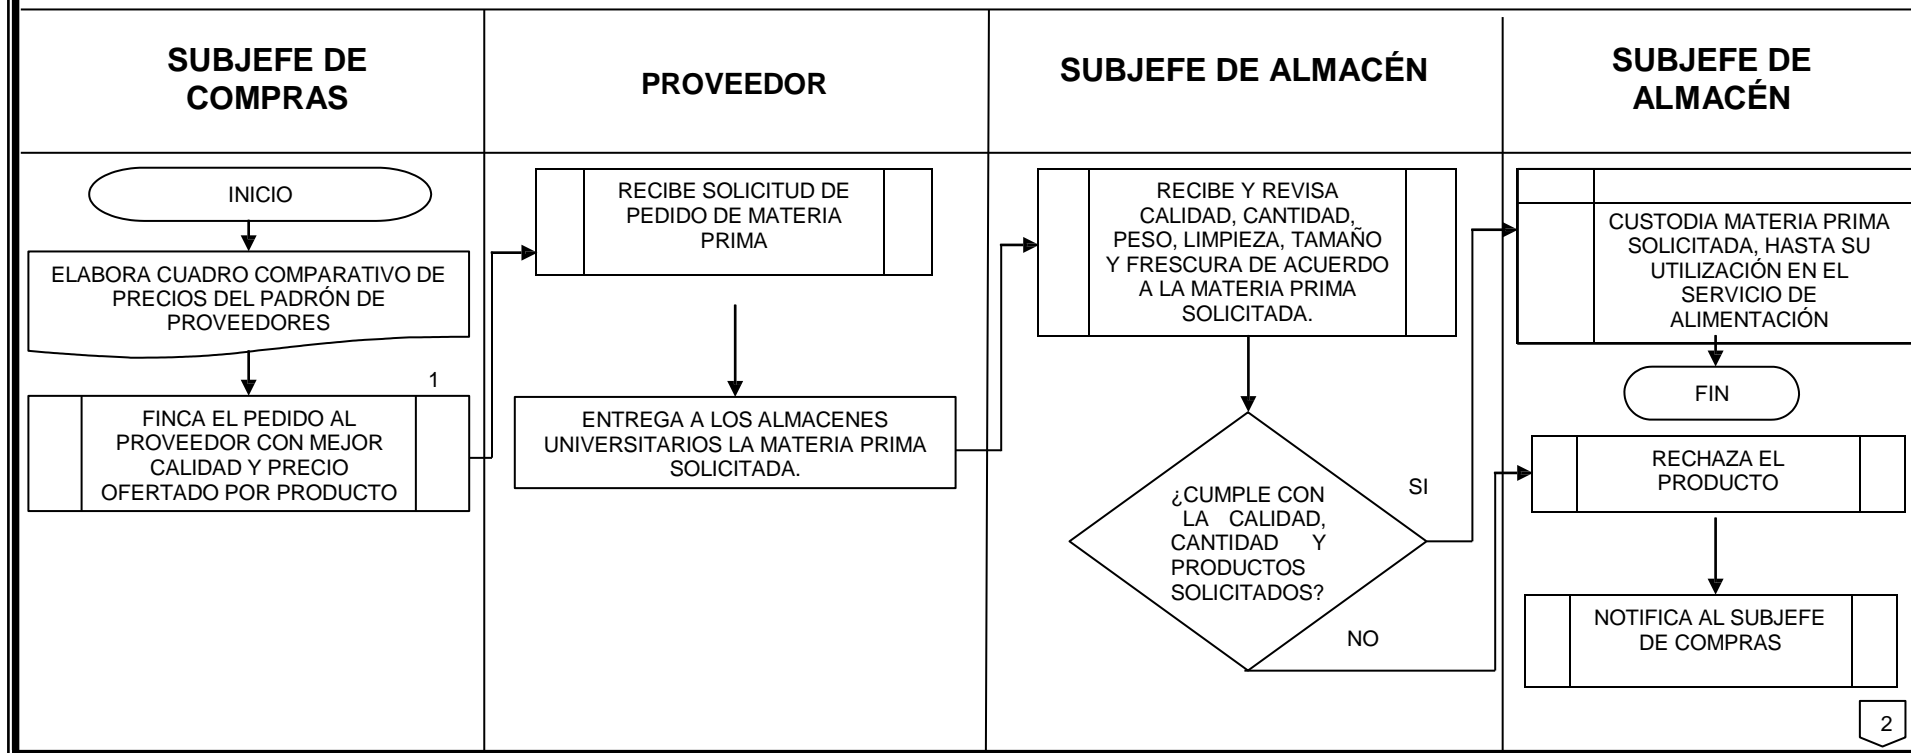 SUBJEFE DE
COMPRAS
PROVEEDOR
SUBJEFE DE ALMACÉN
SUBJEFE DE
ALMACÉN
INICIO
ELABORA CUADRO COMPARATIVO DE
PRECIOS DEL PADRÓN DE
PROVEEDORES
1
FINCA EL PEDIDO AL
PROVEEDOR CON MEJOR
CALIDAD Y PRECIO
OFERTADO POR PRODUCTO
RECIBE SOLICITUD DE
PEDIDO DE MATERIA
PRIMA
ENTREGA A LOS ALMACENES
UNIVERSITARIOS LA MATERIA PRIMA
SOLICITADA.
RECIBE Y REVISA
CALIDAD, CANTIDAD,
PESO, LIMPIEZA, TAMAÑO
Y FRESCURA DE ACUERDO
A LA MATERIA PRIMA
SOLICITADA.
¿CUMPLE CON
LA CALIDAD,
CANTIDAD Y
PRODUCTOS
SOLICITADOS?
SI
NO
CUSTODIA MATERIA PRIMA
SOLICITADA, HASTA SU
UTILIZACIÓN EN EL
SERVICIO DE
ALIMENTACIÓN
FIN
RECHAZA EL
PRODUCTO
NOTIFICA AL SUBJEFE
DE COMPRAS
2